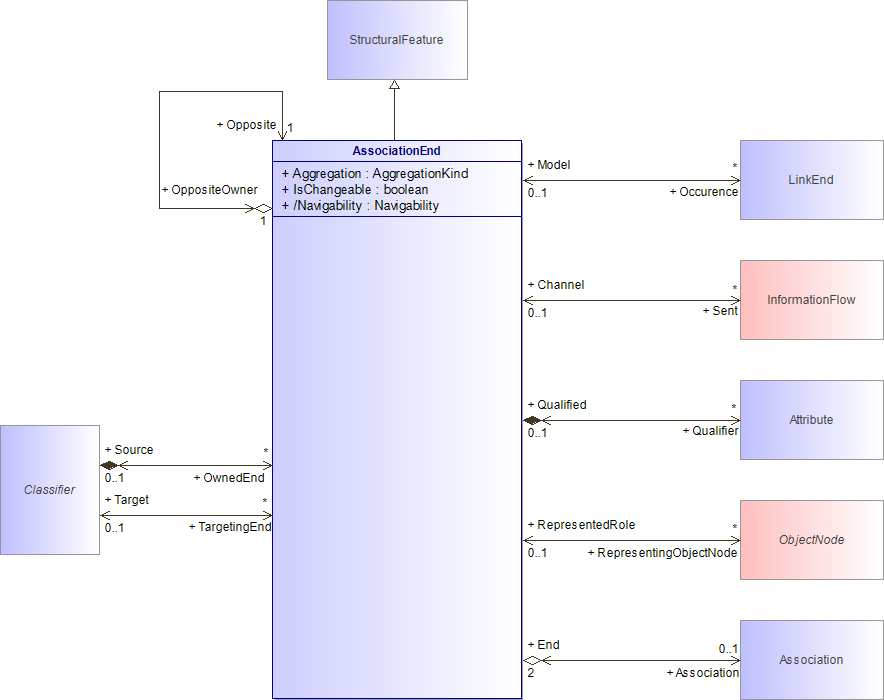 StructuralFeature
+ Opposite
1
+ OppositeOwner
1
AssociationEnd
+ Aggregation : AggregationKind
+ IsChangeable : boolean
+ /Navigability : Navigability
+ Model
*
0..1
+ Occurence
LinkEnd
+ Channel
*
0..1
+ Sent
InformationFlow
+ Qualified
*
0..1
+ Qualifier
Attribute
Classifier
+ Source
*
0..1
+ OwnedEnd
+ Target
*
0..1
+ TargetingEnd
+ RepresentedRole
*
0..1
+ RepresentingObjectNode
ObjectNode
+ End
0..1
2
+ Association
Association